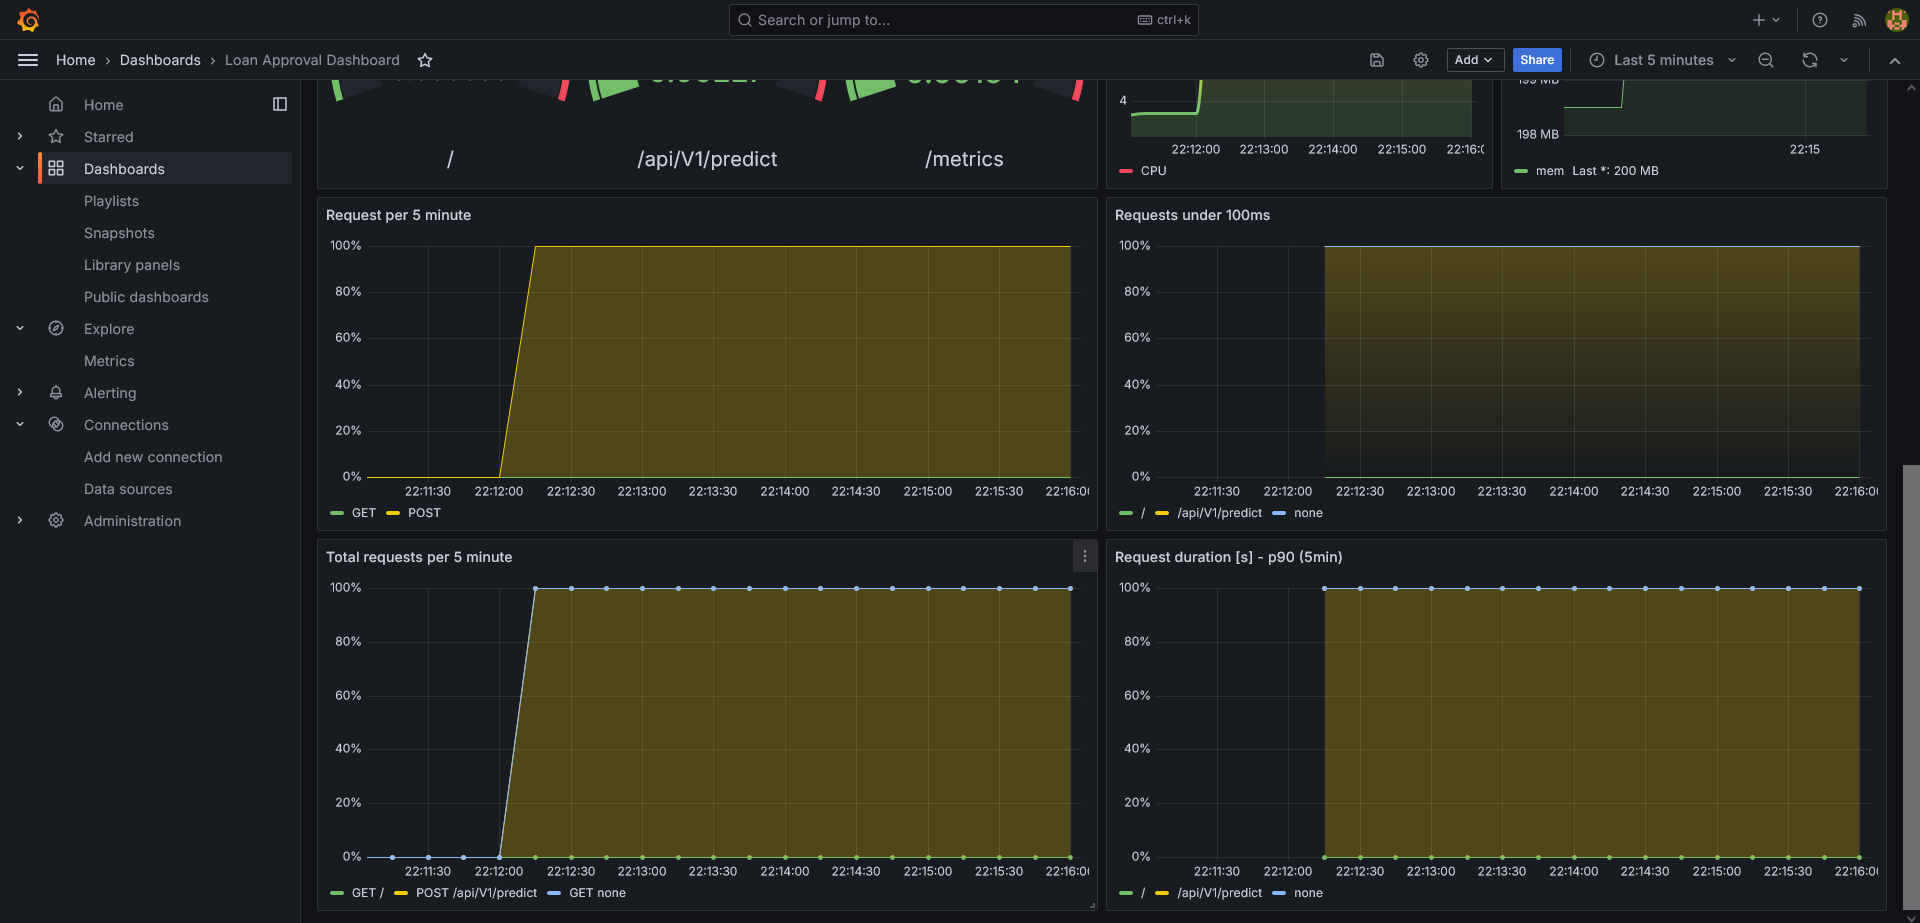 Search or jump to...
ctrl+k
Home › Dashboards › Loan Approval Dashboard
Add
Share
Last 5 minutes
Home
Starred
Dashboards
Playlists
Snapshots
Library panels
Public dashboards
Explore
Metrics
Alerting
Connections
Add new connection
Data sources
Administration
/
/api/V1/predict
/metrics
4
22:12:00 22:13:00 22:14:00 22:15:00
CPU
199 MB
198 MB
22:15
mem Last *: 200 MB
Request per 5 minute
100%
80%
60%
40%
20%
0%
22:11:30 22:12:00 22:12:30 22:13:00 22:13:30 22:14:00 22:14:30 22:15:00 22:15:30 22:16:00
GET POST
Requests under 100ms
100%
80%
60%
40%
20%
0%
22:11:30 22:12:00 22:12:30 22:13:00 22:13:30 22:14:00 22:14:30 22:15:00 22:15:30 22:16:00
/ /api/V1/predict none
Total requests per 5 minute
100%
80%
60%
40%
20%
0%
22:11:30 22:12:00 22:12:30 22:13:00 22:13:30 22:14:00 22:14:30 22:15:00 22:15:30 22:16:00
GET / POST /api/V1/predict GET none
Request duration [s] - p90 (5min)
100%
80%
60%
40%
20%
0%
22:11:30 22:12:00 22:12:30 22:13:00 22:13:30 22:14:00 22:14:30 22:15:00 22:15:30 22:16:00
/ /api/V1/predict none